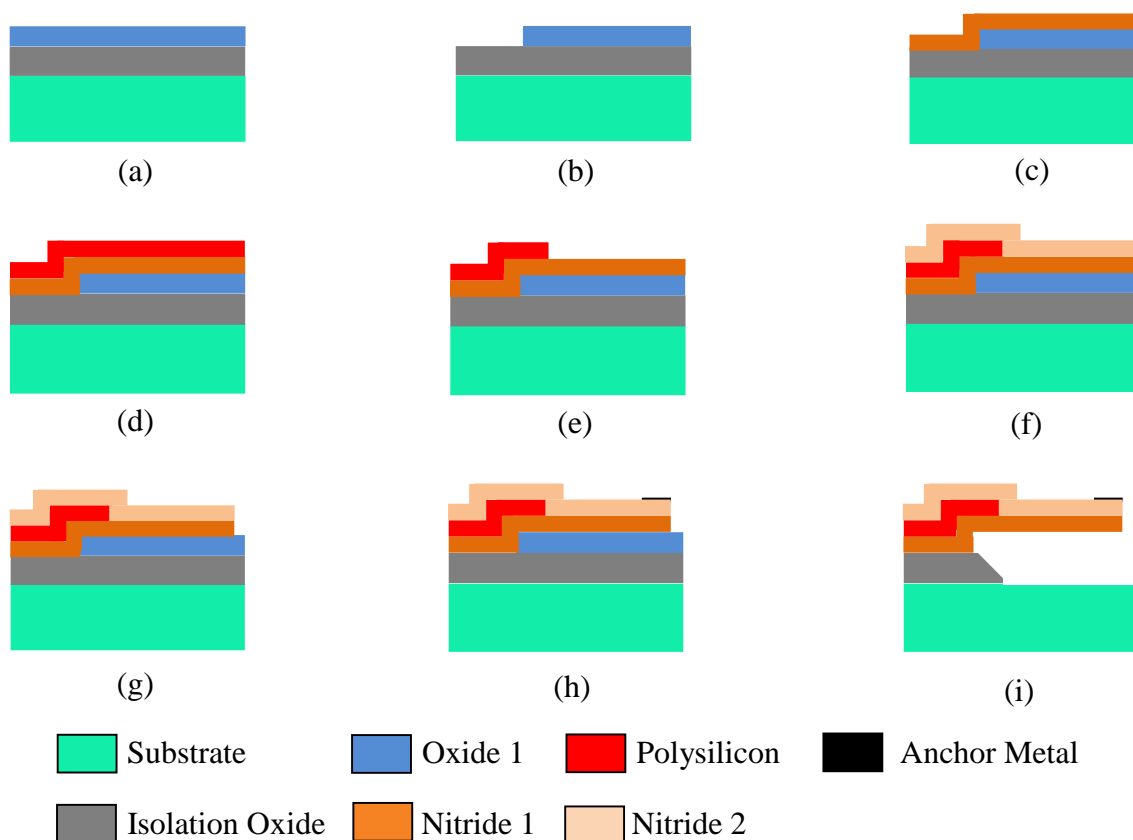 (a) (b) (c)
(d) (e) (f)
(g) (h) (i)
Substrate Oxide 1 Polysilicon Anchor Metal
Isolation Oxide Nitride 1 Nitride 2